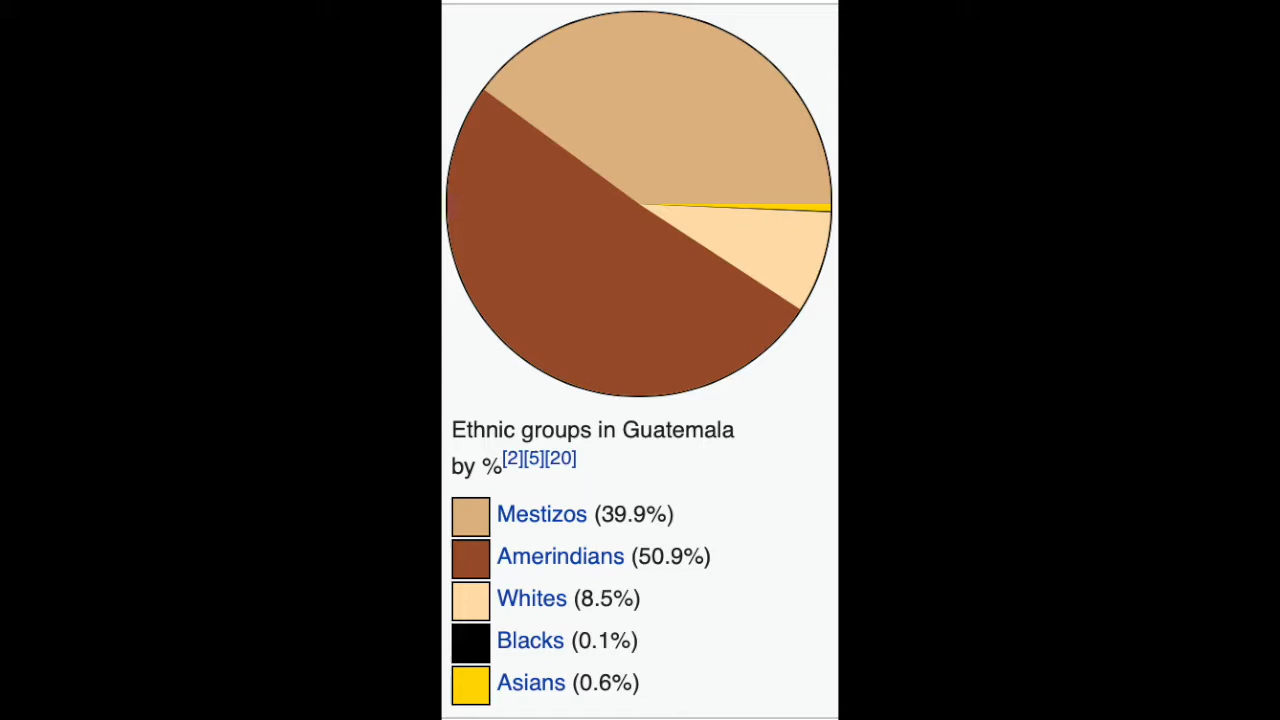 Ethnic groups in Guatemala
by %[2][5][20]
Mestizos (39.9%)
Amerindians (50.9%)
Whites (8.5%)
Blacks (0.1%)
Asians (0.6%)